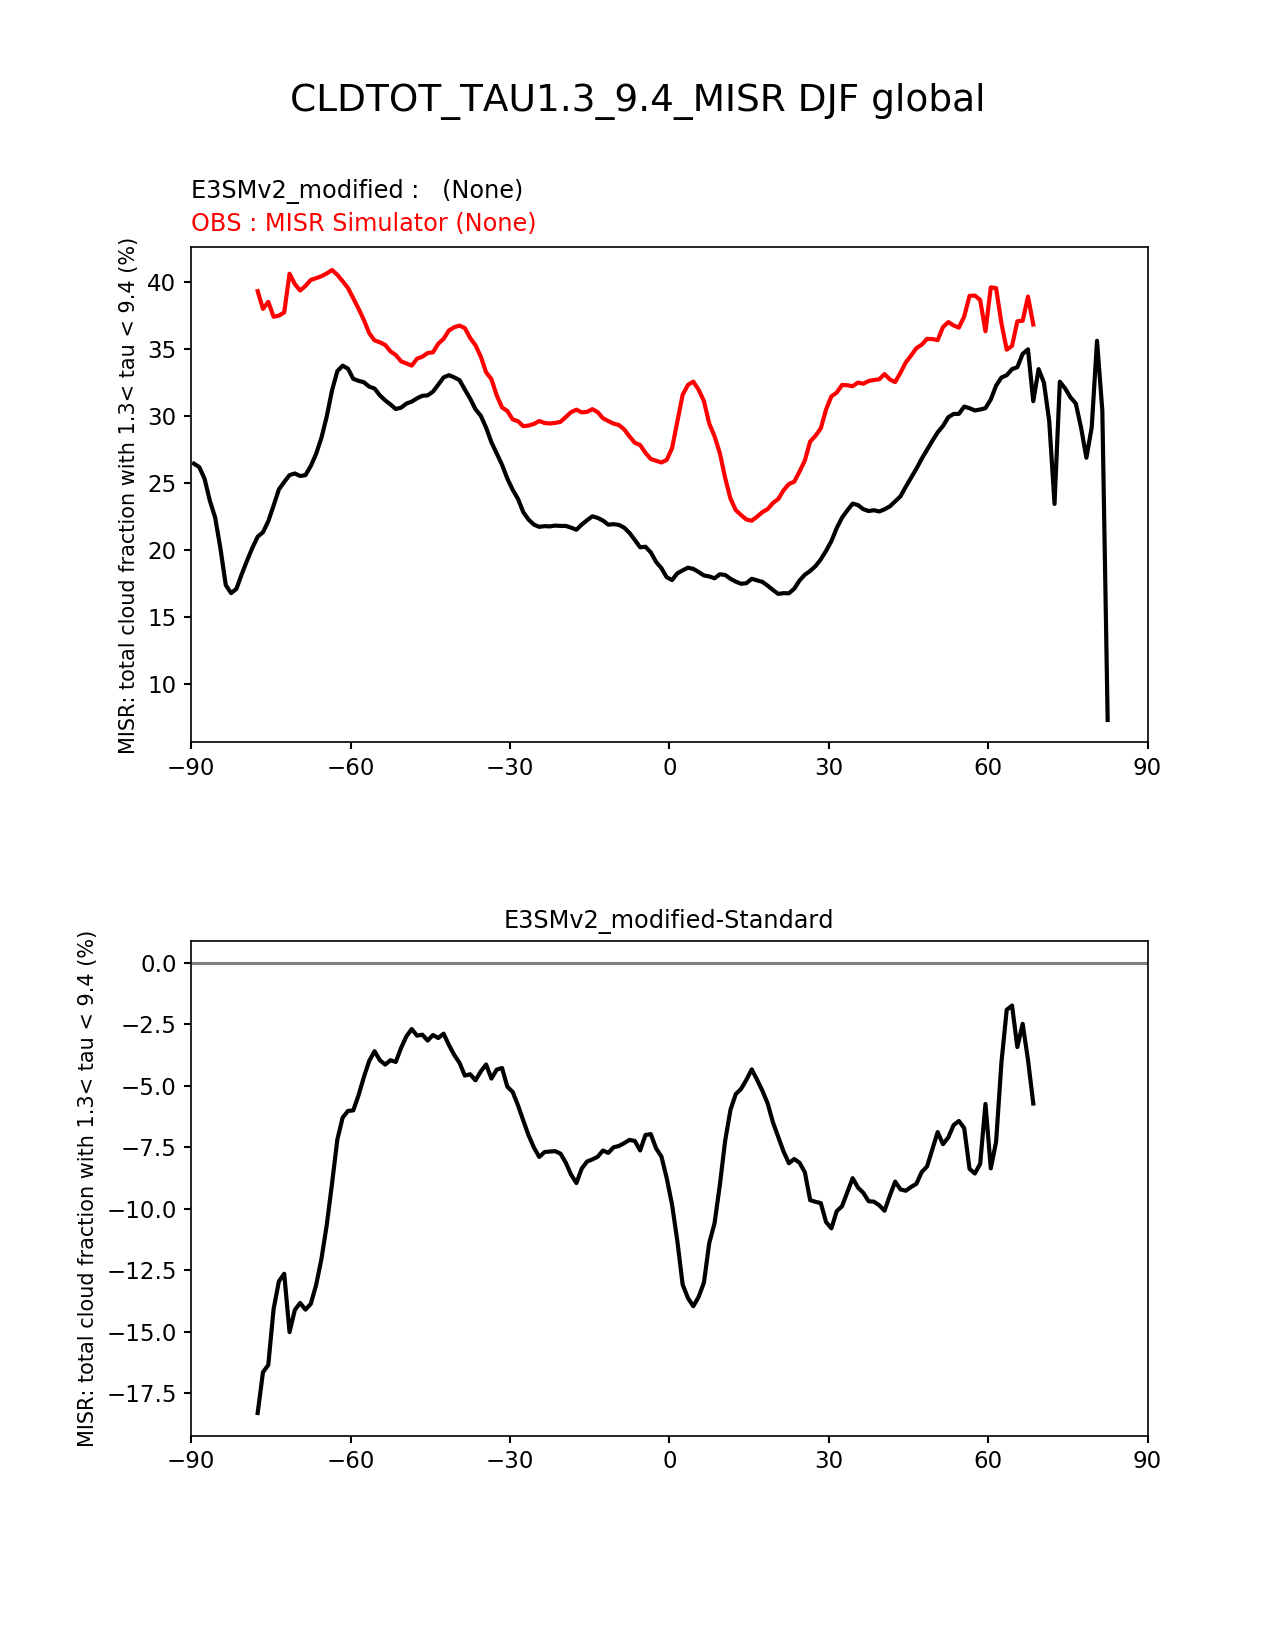 CLDTOT_TAU1.3_9.4_MISR DJF global
E3SMv2_modified :   (None)
OBS : MISR Simulator (None)
MISR: total cloud fraction with 1.3< tau < 9.4 (%)
40
35
30
25
20
15
10
−90 −60 −30 0 30 60 90
E3SMv2_modified-Standard
MISR: total cloud fraction with 1.3< tau < 9.4 (%)
0.0
−2.5
−5.0
−7.5
−10.0
−12.5
−15.0
−17.5
−90 −60 −30 0 30 60 90